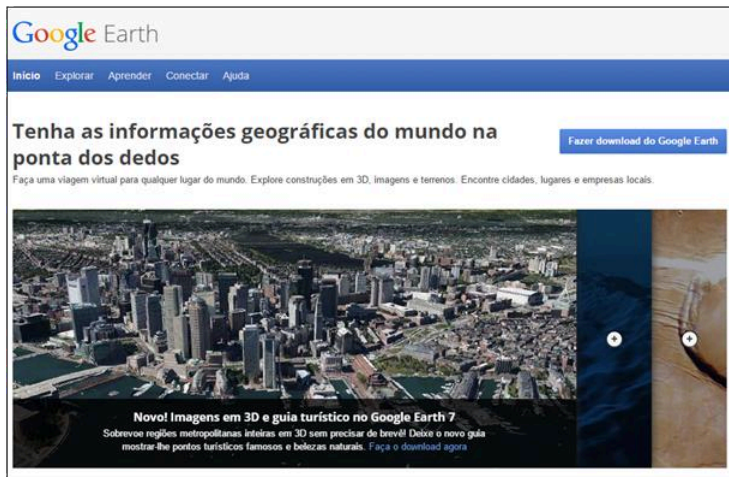 Google Earth
Início Explorar Aprender Conectar Ajuda
Tenha as informações geográficas do mundo na
ponta dos dedos
Fazer download do Google Earth
Faça uma viagem virtual para qualquer lugar do mundo. Explore construções em 3D, imagens e terrenos. Encontre cidades, lugares e empresas locais.
Novo! Imagens em 3D e guia turístico no Google Earth 7
Sobrevoe regiões metropolitanas inteiras em 3D sem precisar de brevê! Deixe o novo guia
mostrar-lhe pontos turísticos famosos e belezas naturais. Faça o download agora